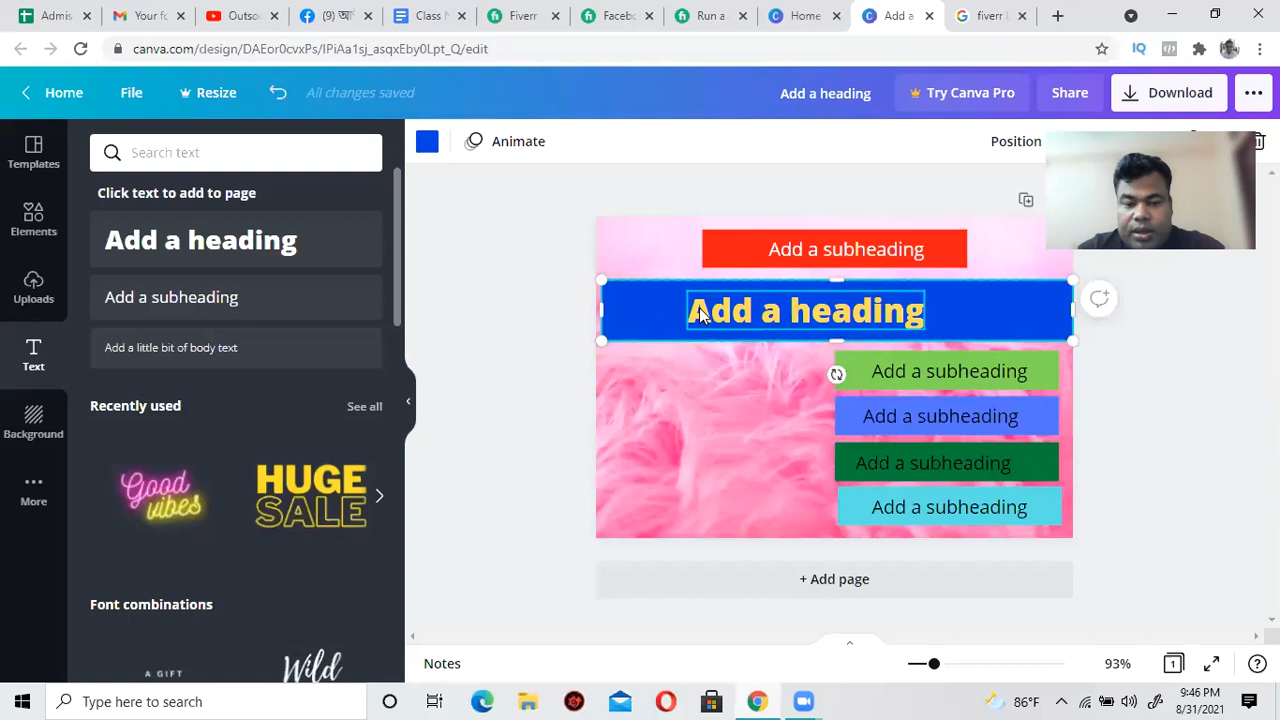 Admis
Your fo
Outsou
(9) আ
Class N
Fiverr
Facebo
Run a
Home
Add a
fiverr l
canva.com/design/DAEor0cvxPs/IPiAa1sj_asqxEby0Lpt_Q/edit
IQ
Home
File
Resize
All changes saved
Add a heading
Try Canva Pro
Share
Download
Templates
Elements
Uploads
Text
Background
More
Search text
Click text to add to page
Add a heading
Add a subheading
Add a little bit of body text
Recently used
See all
Good vibes
HUGE SALE
Font combinations
A GIFT
Wild
Animate
Position
Add a subheading
Add a heading
Add a subheading
Add a subheading
Add a subheading
Add a subheading
+ Add page
Notes
93%
1
Type here to search
86°F
9:46 PM
8/31/2021